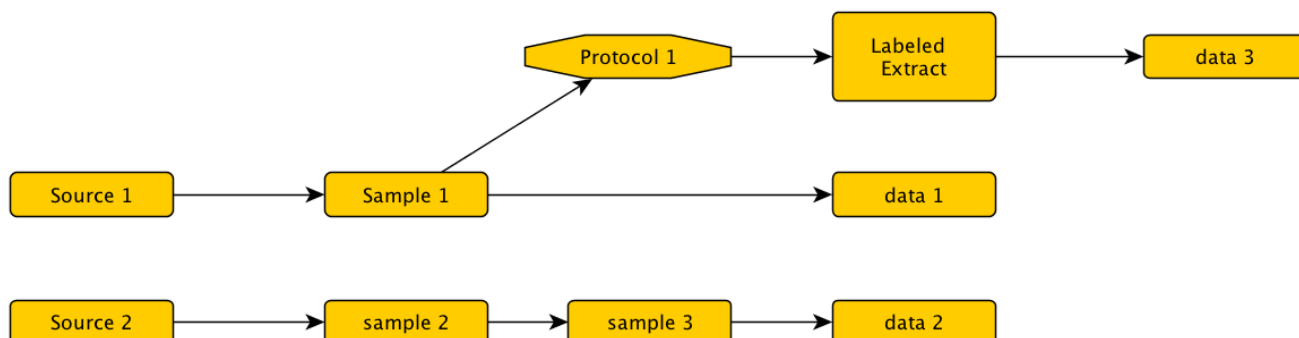 Protocol 1
Labeled
Extract
data 3
Source 1
Sample 1
data 1
Source 2
sample 2
sample 3
data 2